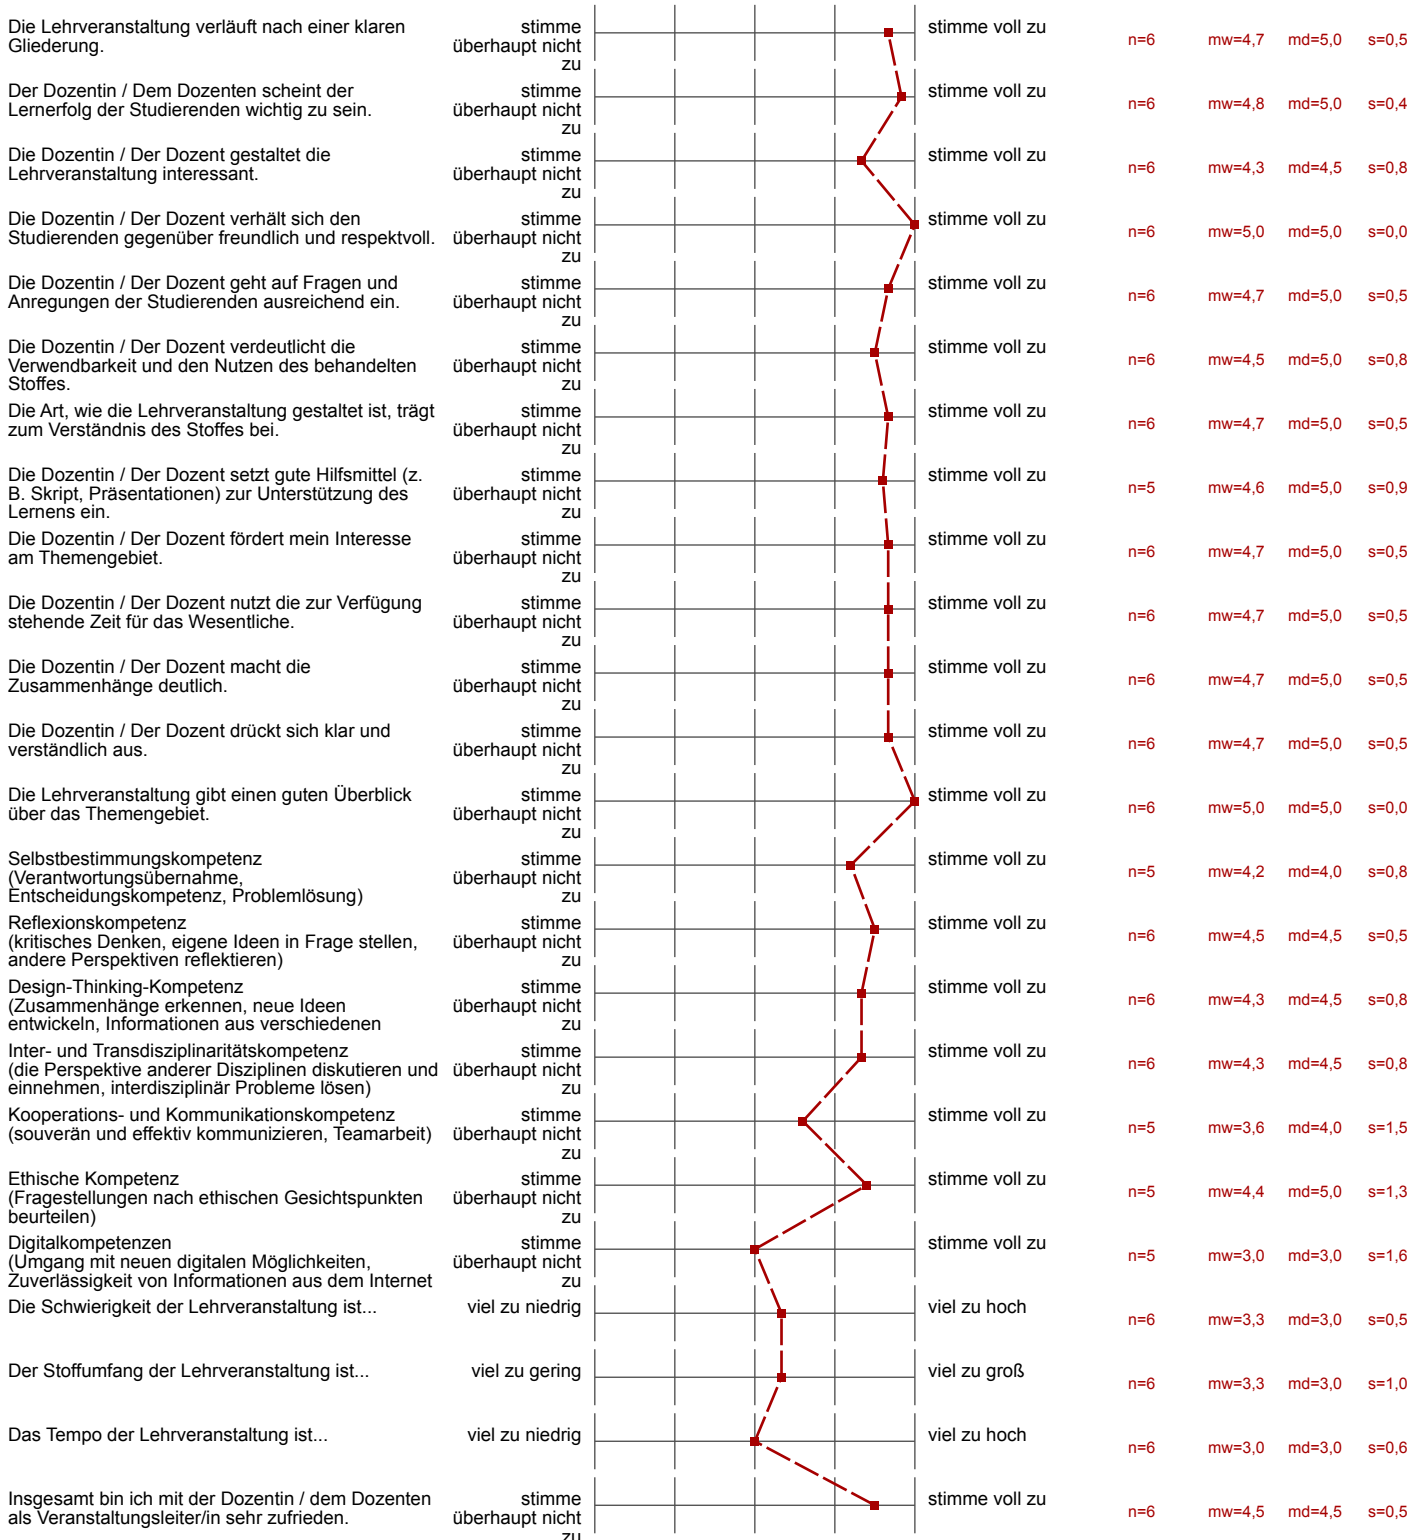 Die Lehrveranstaltung verläuft nach einer klaren
Gliederung.
stimme
überhaupt nicht
zu
stimme voll zu
n=6 mw=4,7 md=5,0 s=0,5
Der Dozentin / Dem Dozenten scheint der
Lernerfolg der Studierenden wichtig zu sein.
stimme
überhaupt nicht
zu
stimme voll zu
n=6 mw=4,8 md=5,0 s=0,4
Die Dozentin / Der Dozent gestaltet die
Lehrveranstaltung interessant.
stimme
überhaupt nicht
zu
stimme voll zu
n=6 mw=4,3 md=4,5 s=0,8
Die Dozentin / Der Dozent verhält sich den
Studierenden gegenüber freundlich und respektvoll.
stimme
überhaupt nicht
zu
stimme voll zu
n=6 mw=5,0 md=5,0 s=0,0
Die Dozentin / Der Dozent geht auf Fragen und
Anregungen der Studierenden ausreichend ein.
stimme
überhaupt nicht
zu
stimme voll zu
n=6 mw=4,7 md=5,0 s=0,5
Die Dozentin / Der Dozent verdeutlicht die
Verwendbarkeit und den Nutzen des behandelten
Stoffes.
stimme
überhaupt nicht
zu
stimme voll zu
n=6 mw=4,5 md=5,0 s=0,8
Die Art, wie die Lehrveranstaltung gestaltet ist, trägt
zum Verständnis des Stoffes bei.
stimme
überhaupt nicht
zu
stimme voll zu
n=6 mw=4,7 md=5,0 s=0,5
Die Dozentin / Der Dozent setzt gute Hilfsmittel (z.
B. Skript, Präsentationen) zur Unterstützung des
Lernens ein.
stimme
überhaupt nicht
zu
stimme voll zu
n=5 mw=4,6 md=5,0 s=0,9
Die Dozentin / Der Dozent fördert mein Interesse
am Themengebiet.
stimme
überhaupt nicht
zu
stimme voll zu
n=6 mw=4,7 md=5,0 s=0,5
Die Dozentin / Der Dozent nutzt die zur Verfügung
stehende Zeit für das Wesentliche.
stimme
überhaupt nicht
zu
stimme voll zu
n=6 mw=4,7 md=5,0 s=0,5
Die Dozentin / Der Dozent macht die
Zusammenhänge deutlich.
stimme
überhaupt nicht
zu
stimme voll zu
n=6 mw=4,7 md=5,0 s=0,5
Die Dozentin / Der Dozent drückt sich klar und
verständlich aus.
stimme
überhaupt nicht
zu
stimme voll zu
n=6 mw=4,7 md=5,0 s=0,5
Die Lehrveranstaltung gibt einen guten Überblick
über das Themengebiet.
stimme
überhaupt nicht
zu
stimme voll zu
n=6 mw=5,0 md=5,0 s=0,0
Selbstbestimmungskompetenz
(Verantwortungsübernahme,
Entscheidungskompetenz, Problemlösung)
stimme
überhaupt nicht
zu
stimme voll zu
n=5 mw=4,2 md=4,0 s=0,8
Reflexionskompetenz
(kritisches Denken, eigene Ideen in Frage stellen,
andere Perspektiven reflektieren)
stimme
überhaupt nicht
zu
stimme voll zu
n=6 mw=4,5 md=4,5 s=0,5
Design-Thinking-Kompetenz
(Zusammenhänge erkennen, neue Ideen
entwickeln, Informationen aus verschiedenen
stimme
überhaupt nicht
zu
stimme voll zu
n=6 mw=4,3 md=4,5 s=0,8
Inter- und Transdisziplinaritätskompetenz
(die Perspektive anderer Disziplinen diskutieren und
einnehmen, interdisziplinär Probleme lösen)
stimme
überhaupt nicht
zu
stimme voll zu
n=6 mw=4,3 md=4,5 s=0,8
Kooperations- und Kommunikationskompetenz
(souverän und effektiv kommunizieren, Teamarbeit)
stimme
überhaupt nicht
zu
stimme voll zu
n=5 mw=3,6 md=4,0 s=1,5
Ethische Kompetenz
(Fragestellungen nach ethischen Gesichtspunkten
beurteilen)
stimme
überhaupt nicht
zu
stimme voll zu
n=5 mw=4,4 md=5,0 s=1,3
Digitalkompetenzen
(Umgang mit neuen digitalen Möglichkeiten,
Zuverlässigkeit von Informationen aus dem Internet
stimme
überhaupt nicht
zu
stimme voll zu
n=5 mw=3,0 md=3,0 s=1,6
Die Schwierigkeit der Lehrveranstaltung ist...
viel zu niedrig
viel zu hoch
n=6 mw=3,3 md=3,0 s=0,5
Der Stoffumfang der Lehrveranstaltung ist...
viel zu gering
viel zu groß
n=6 mw=3,3 md=3,0 s=1,0
Das Tempo der Lehrveranstaltung ist...
viel zu niedrig
viel zu hoch
n=6 mw=3,0 md=3,0 s=0,6
Insgesamt bin ich mit der Dozentin / dem Dozenten
als Veranstaltungsleiter/in sehr zufrieden.
stimme
überhaupt nicht
zu
stimme voll zu
n=6 mw=4,5 md=4,5 s=0,5